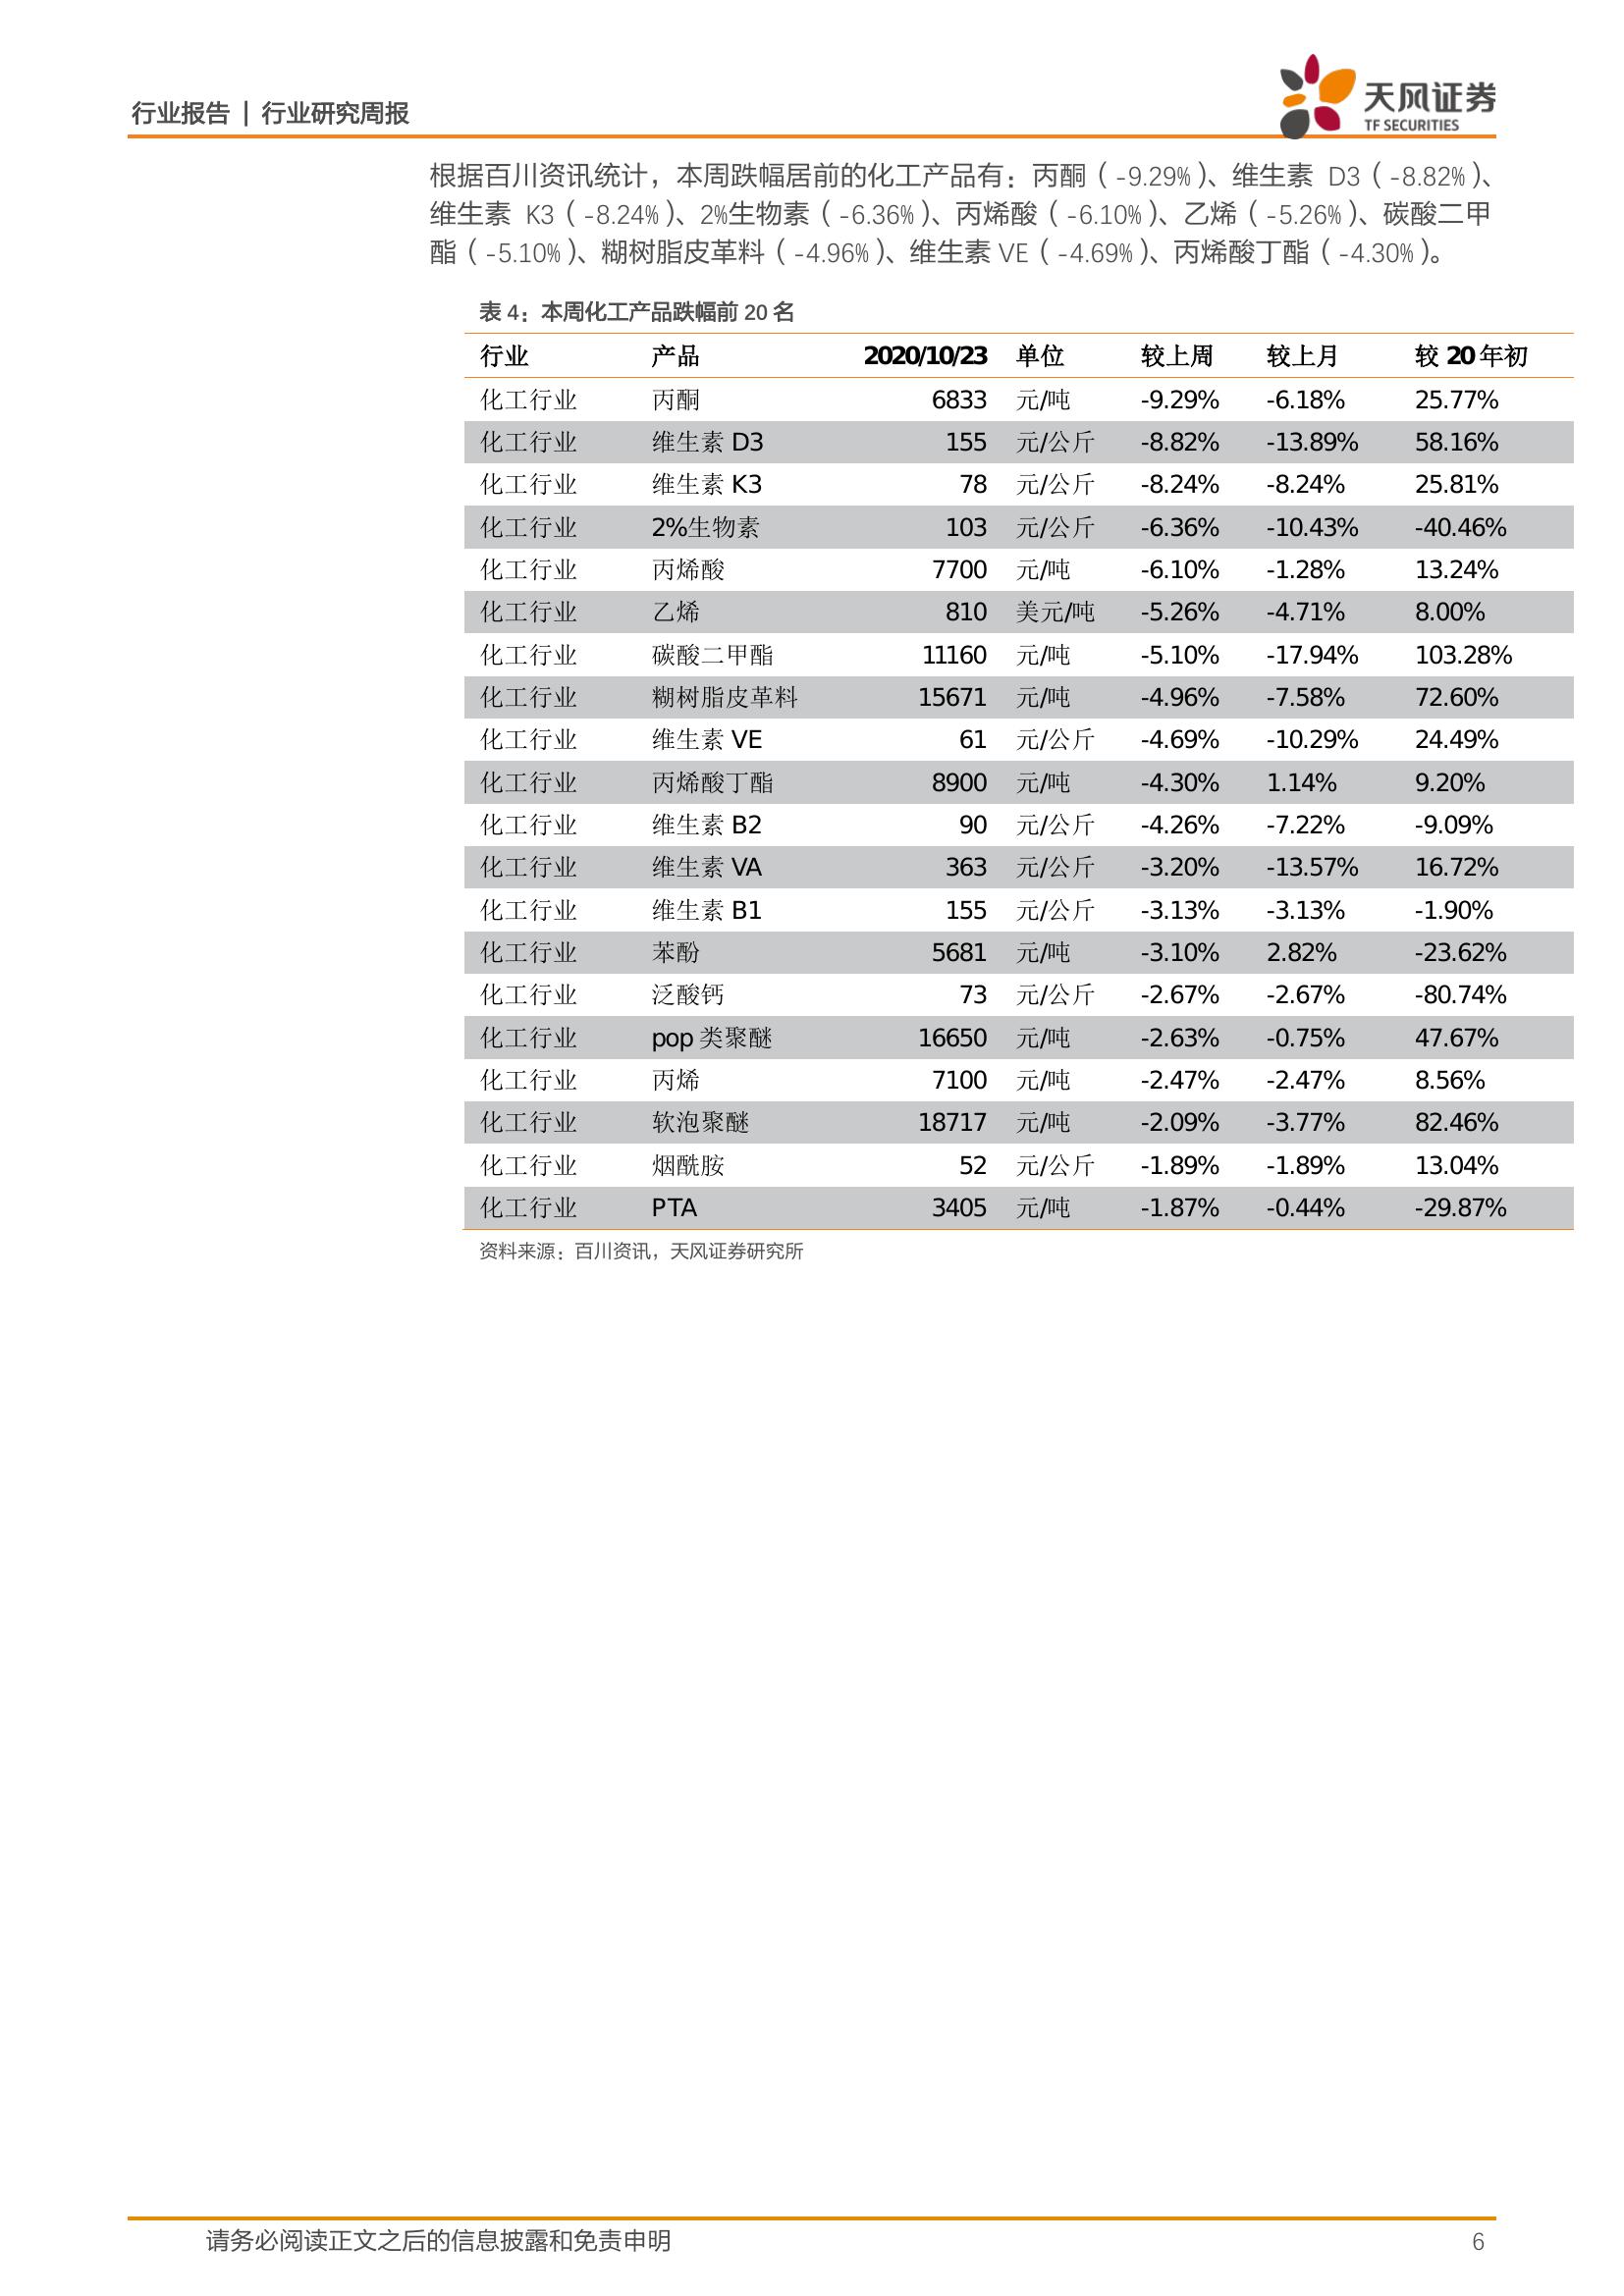 行业报告 | 行业研究周报
天风证券
TF SECURITIES
根据百川资讯统计，本周跌幅居前的化工产品有：丙酮（-9.29%）、维生素 D3（-8.82%）、
维生素 K3（-8.24%）、2%生物素（-6.36%）、丙烯酸（-6.10%）、乙烯（-5.26%）、碳酸二甲
酯（-5.10%）、糊树脂皮革料（-4.96%）、维生素 VE（-4.69%）、丙烯酸丁酯（-4.30%）。
表 4：本周化工产品跌幅前 20 名
行业 产品 2020/10/23 单位 较上周 较上月 较 20 年初
化工行业 丙酮 6833 元/吨 -9.29% -6.18% 25.77%
化工行业 维生素 D3 155 元/公斤 -8.82% -13.89% 58.16%
化工行业 维生素 K3 78 元/公斤 -8.24% -8.24% 25.81%
化工行业 2%生物素 103 元/公斤 -6.36% -10.43% -40.46%
化工行业 丙烯酸 7700 元/吨 -6.10% -1.28% 13.24%
化工行业 乙烯 810 美元/吨 -5.26% -4.71% 8.00%
化工行业 碳酸二甲酯 11160 元/吨 -5.10% -17.94% 103.28%
化工行业 糊树脂皮革料 15671 元/吨 -4.96% -7.58% 72.60%
化工行业 维生素 VE 61 元/公斤 -4.69% -10.29% 24.49%
化工行业 丙烯酸丁酯 8900 元/吨 -4.30% 1.14% 9.20%
化工行业 维生素 B2 90 元/公斤 -4.26% -7.22% -9.09%
化工行业 维生素 VA 363 元/公斤 -3.20% -13.57% 16.72%
化工行业 维生素 B1 155 元/公斤 -3.13% -3.13% -1.90%
化工行业 苯酚 5681 元/吨 -3.10% 2.82% -23.62%
化工行业 泛酸钙 73 元/公斤 -2.67% -2.67% -80.74%
化工行业 pop 类聚醚 16650 元/吨 -2.63% -0.75% 47.67%
化工行业 丙烯 7100 元/吨 -2.47% -2.47% 8.56%
化工行业 软泡聚醚 18717 元/吨 -2.09% -3.77% 82.46%
化工行业 烟酰胺 52 元/公斤 -1.89% -1.89% 13.04%
化工行业 PTA 3405 元/吨 -1.87% -0.44% -29.87%
资料来源：百川资讯，天风证券研究所
请务必阅读正文之后的信息披露和免责申明 6